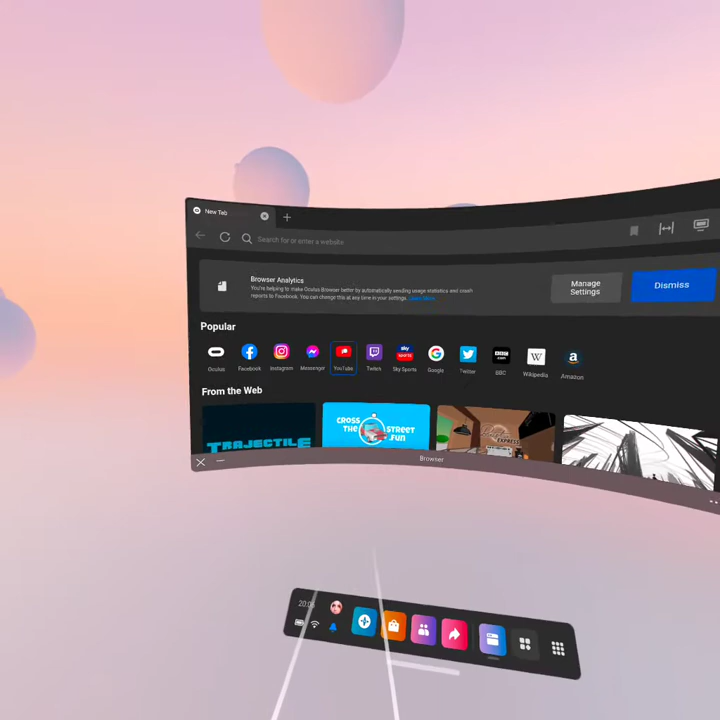 New Tab
Search for or enter a website
Browser Analytics
You're helping to make Oculus Browser better by automatically sending usage statistics and crash
reports to Facebook. You can change this at any time in your settings. Learn More
Manage
Settings
Dismiss
Popular
Oculus
Facebook
Instagram
Messenger
YouTube
Twitch
Sky Sports
Google
Twitter
BBC
Wikipedia
Amazon
From the Web
TRAJECTILE
CROSS
THE STREET
.FUN
EXPRESS
Browser